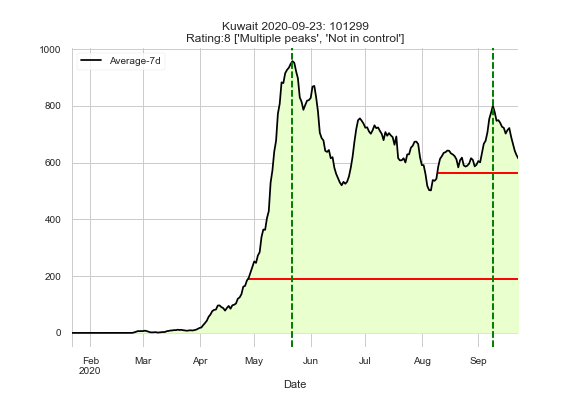 Kuwait 2020-09-23: 101299
Rating:8 ['Multiple peaks', 'Not in control']
Average-7d
1000
800
600
400
200
0
Feb Mar Apr May Jun Jul Aug Sep
2020
Date